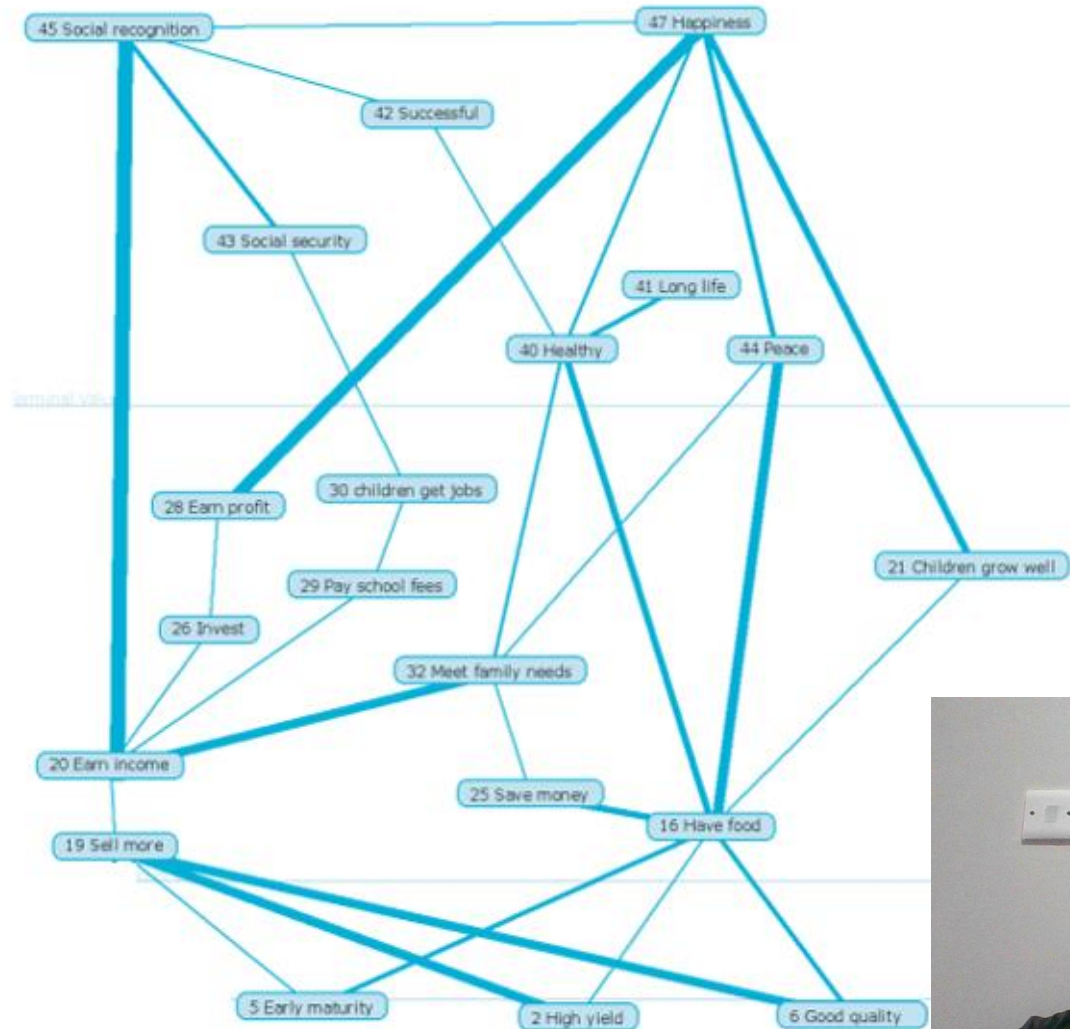 45 Social recognition
47 Happiness
42 Successful
43 Social security
41 Long life
40 Healthy
44 Peace
30 children get jobs
28 Earn profit
21 Children grow well
29 Pay school fees
26 Invest
32 Meet family needs
20 Earn income
25 Save money
16 Have food
19 Sell more
5 Early maturity
2 High yield
6 Good quality